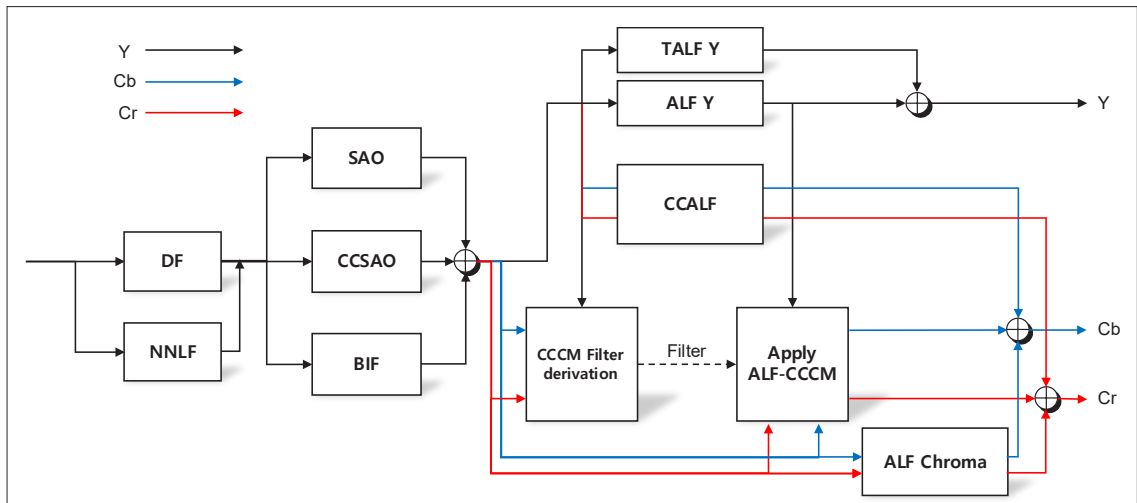 Y
Cb
Cr
TALF Y
ALF Y
Y
SAO
CCALF
DF
CCSAO
NNLF
BIF
CCCM Filter
derivation
Filter
Apply
ALF-CCCM
Cb
Cr
ALF Chroma